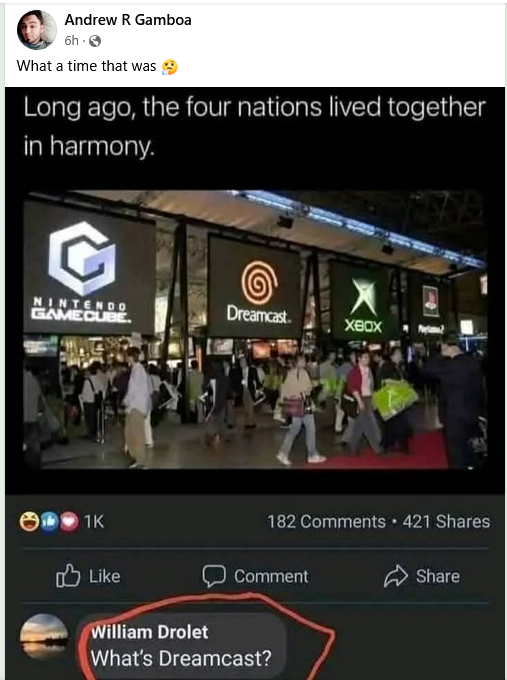 Andrew R Gamboa
6h ·
What a time that was 🤔
Long ago, the four nations lived together
in harmony.
NINTENDO
GAMECUBE.
Dreamcast.
XBOX
PlayStation 2
1K
182 Comments • 421 Shares
Like
Comment
Share
William Drolet
What's Dreamcast?